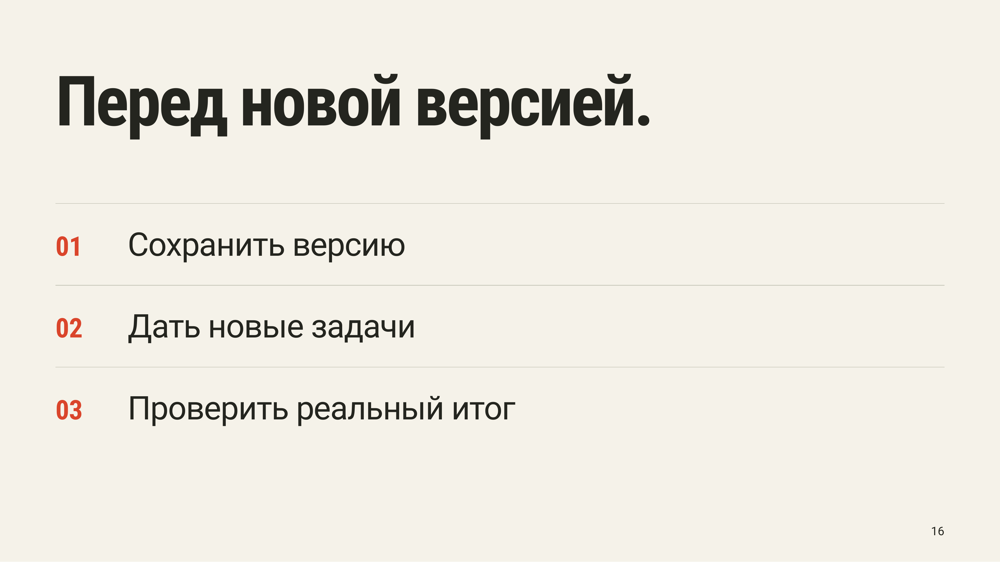 Перед новой версией.
01 Сохранить версию
02 Дать новые задачи
03 Проверить реальный итог
16